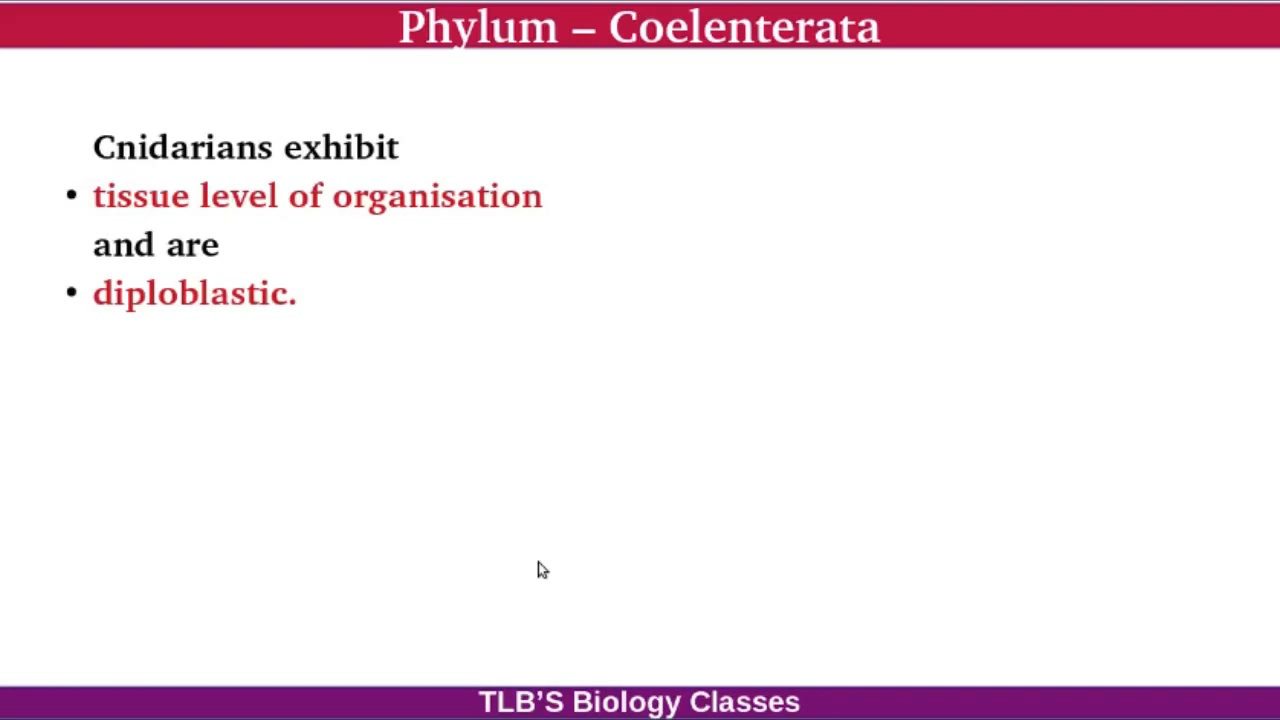 Phylum – Coelenterata
Cnidarians exhibit
• tissue level of organisation
and are
• diploblastic.
TLB’S Biology Classes